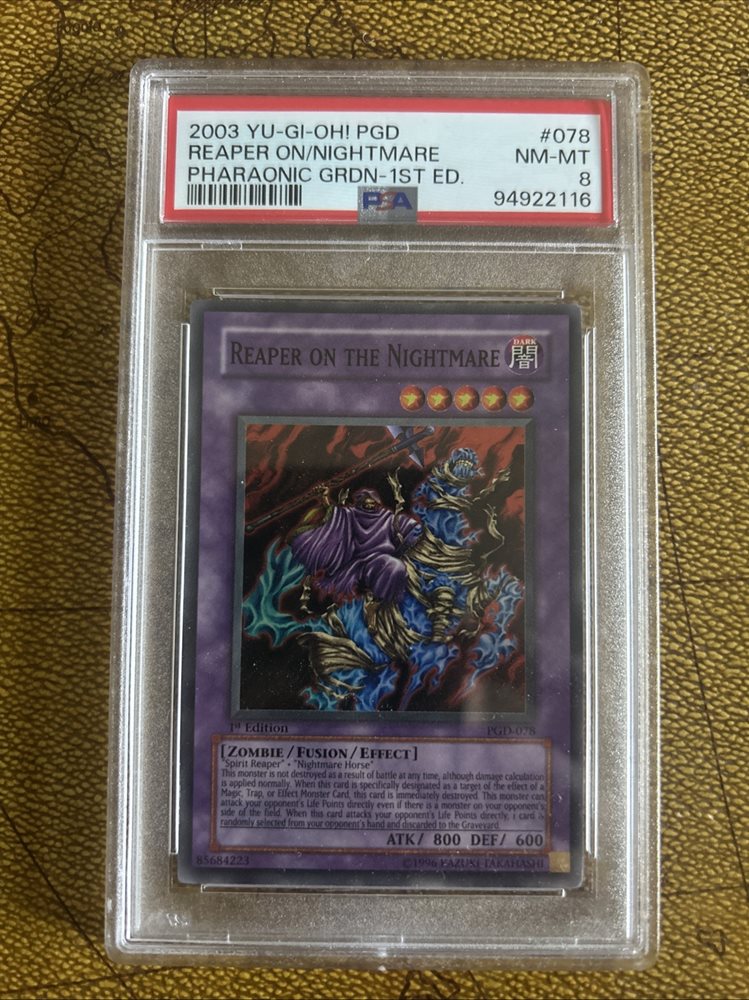 2003 YU-GI-OH! PGD #078
REAPER ON/NIGHTMARE NM-MT
PHARAONIC GRDN-1ST ED. 8
PSA 94922116
REAPER ON THE NIGHTMARE DARK 闇
1st Edition PGD-078
[ZOMBIE / FUSION / EFFECT]
"Spirit Reaper" + "Nightmare Horse"
This monster is not destroyed as a result of battle at any time, although damage calculation
is applied normally. When this card is specifically designated as a target of the effect of a
Magic, Trap, or Effect Monster Card, this card is immediately destroyed. This monster can
attack your opponent's Life Points directly even if there is a monster on your opponent's
side of the field. When this card attacks your opponent's Life Points directly, 1 card is
randomly selected from your opponent's hand and discarded to the Graveyard.
ATK/ 800 DEF/ 600
85684223 ©1996 KAZUKI TAKAHASHI